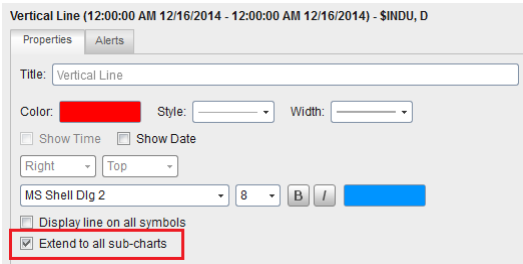 Vertical Line (12:00:00 AM 12/16/2014 - 12:00:00 AM 12/16/2014) - $INDU, D
Properties Alerts
Title: Vertical Line
Color: Style: Width:
Show Time Show Date
Right Top
MS Shell Dlg 2 8 B I
Display line on all symbols
Extend to all sub-charts